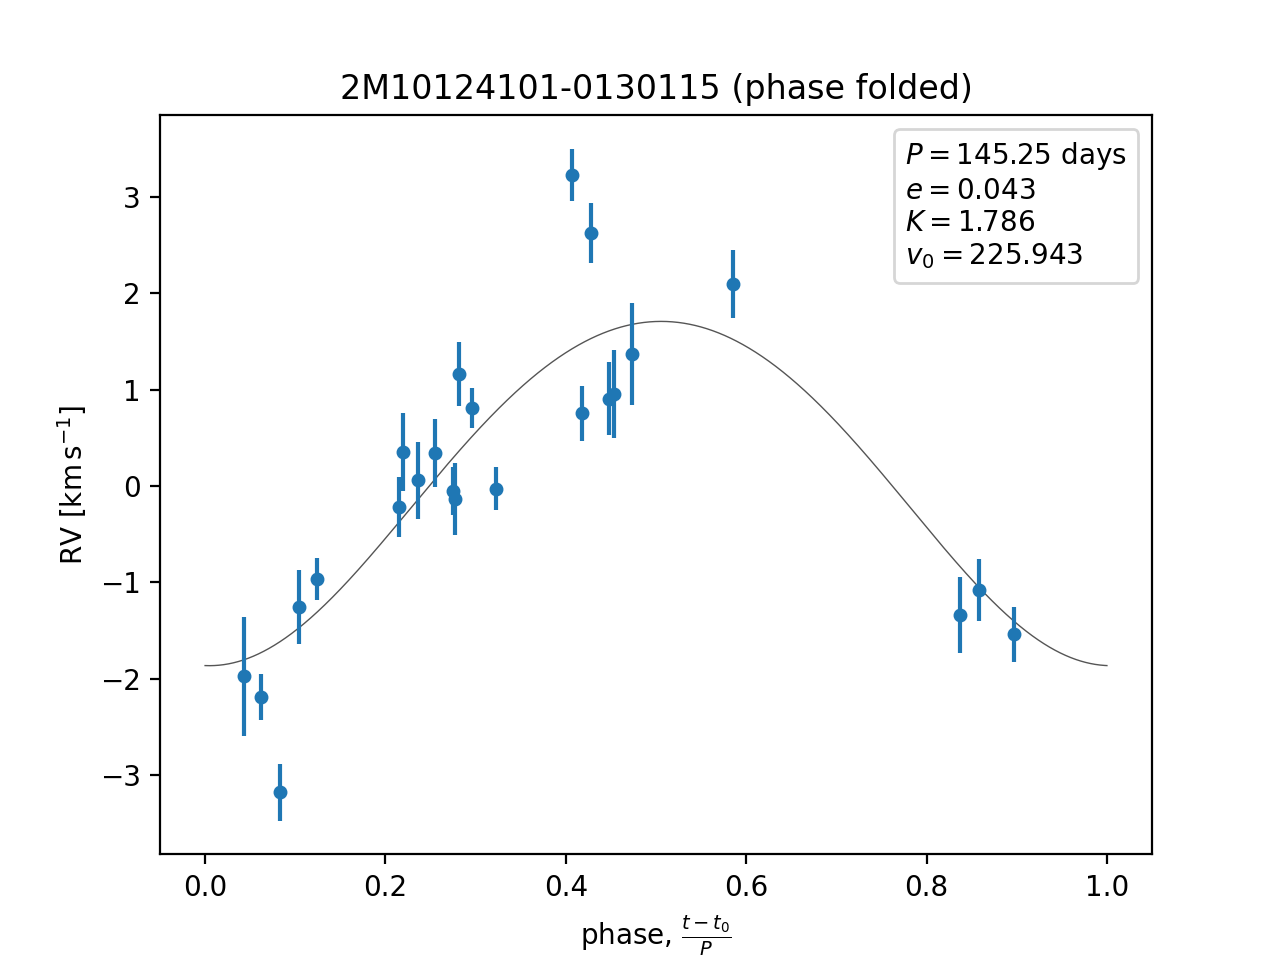 2M10124101-0130115 (phase folded)
P = 145.25 days
e = 0.043
K = 1.786
v₀ = 225.943
3
2
1
0
−1
−2
−3
RV [km s⁻¹]
0.0 0.2 0.4 0.6 0.8 1.0
phase, (t − t₀)/P